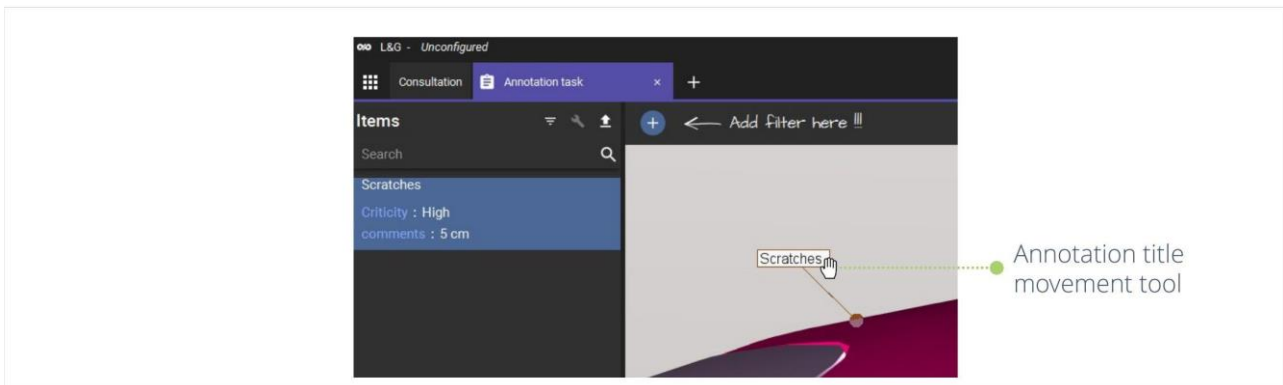 L&G - Unconfigured
Consultation
Annotation task
Items
Add filter here !!!
Search
Scratches
Criticity : High
comments : 5 cm
Scratches
Annotation title
movement tool